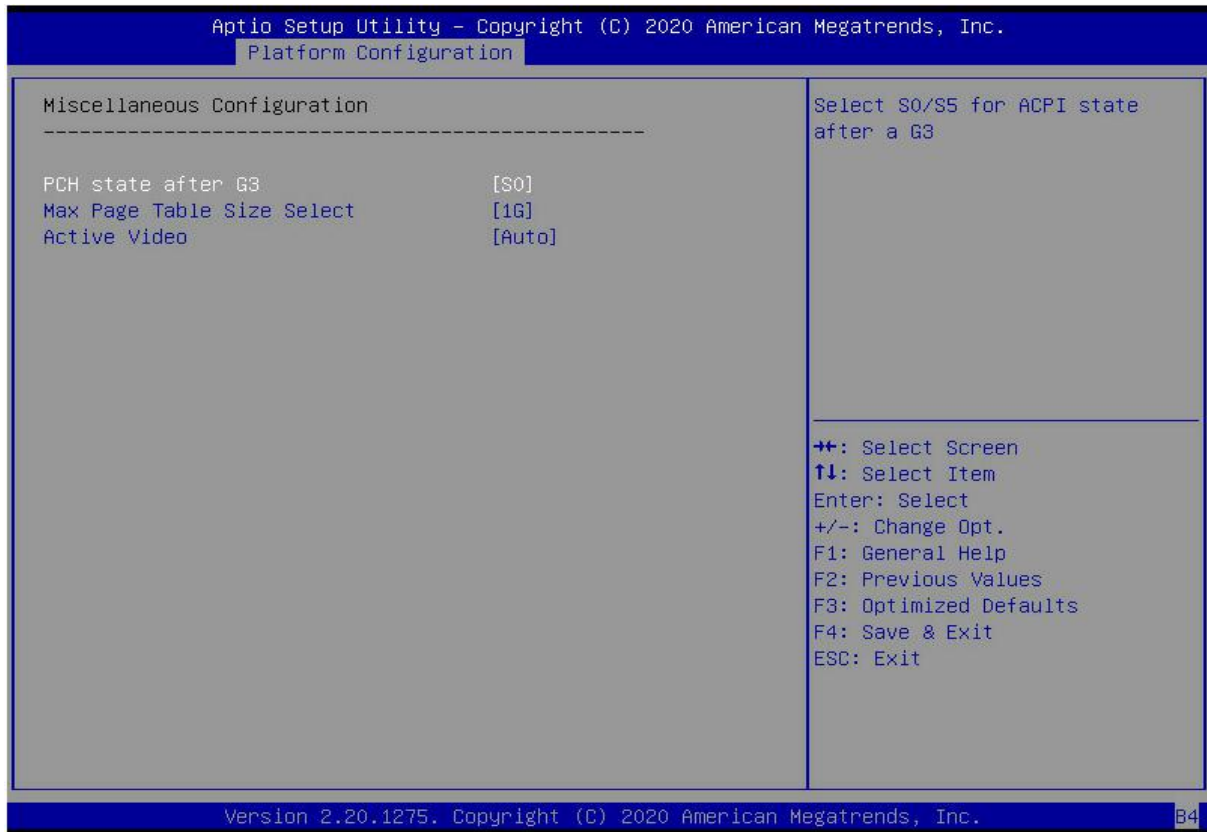 Aptio Setup Utility – Copyright (C) 2020 American Megatrends, Inc.
Platform Configuration
Miscellaneous Configuration
--------------------------------------------------
PCH state after G3 [S0]
Max Page Table Size Select [1G]
Active Video [Auto]
Select S0/S5 for ACPI state
after a G3
→←: Select Screen
↑↓: Select Item
Enter: Select
+/-: Change Opt.
F1: General Help
F2: Previous Values
F3: Optimized Defaults
F4: Save & Exit
ESC: Exit
Version 2.20.1275. Copyright (C) 2020 American Megatrends, Inc.
B4